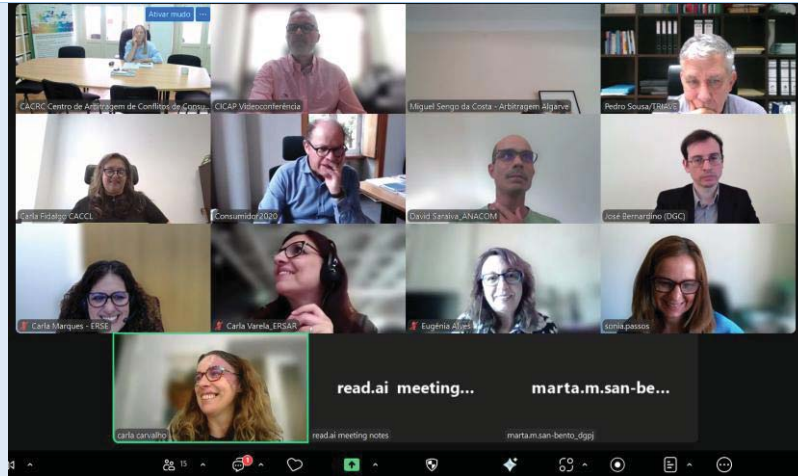 Ativar mudo ...
CACRC Centro de Arbitragem de Conflitos de Consu...
CICAP Videoconferência
Miguel Sengo da Costa - Arbitragem Algarve
Pedro Sousa/TRIAVE
Carla Fidalgo CACCL
Consumidor2020
David Saraiva_ANACOM
José Bernardino (DGC)
Carla Marques - ERSE
Carla Varela_ERSAR
Eugénia Alves
sonia.passos
carla carvalho
read.ai meeting...
read.ai meeting notes
marta.m.san-be...
marta.m.san-bento_dgpj
15
1